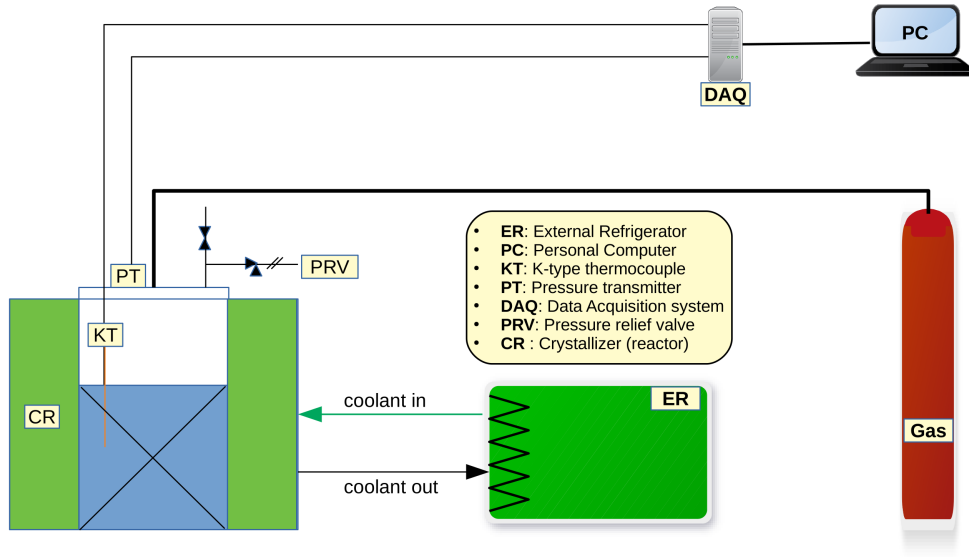 PC
DAQ
ER: External Refrigerator
PC: Personal Computer
KT: K-type thermocouple
PT: Pressure transmitter
DAQ: Data Acquisition system
PRV: Pressure relief valve
CR : Crystallizer (reactor)
PT
PRV
KT
CR
coolant in
coolant out
ER
Gas